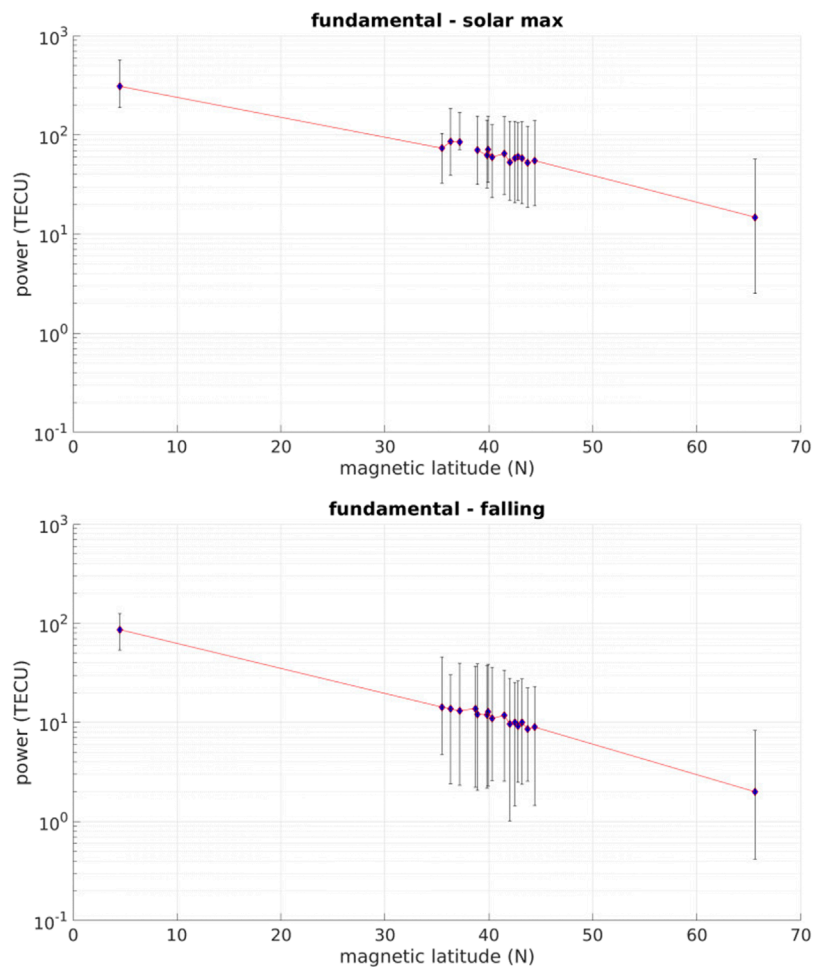 fundamental - solar max
10^3
10^2
10^1
10^0
10^-1
power (TECU)
0 10 20 30 40 50 60 70
magnetic latitude (N)
fundamental - falling
10^3
10^2
10^1
10^0
10^-1
power (TECU)
0 10 20 30 40 50 60 70
magnetic latitude (N)